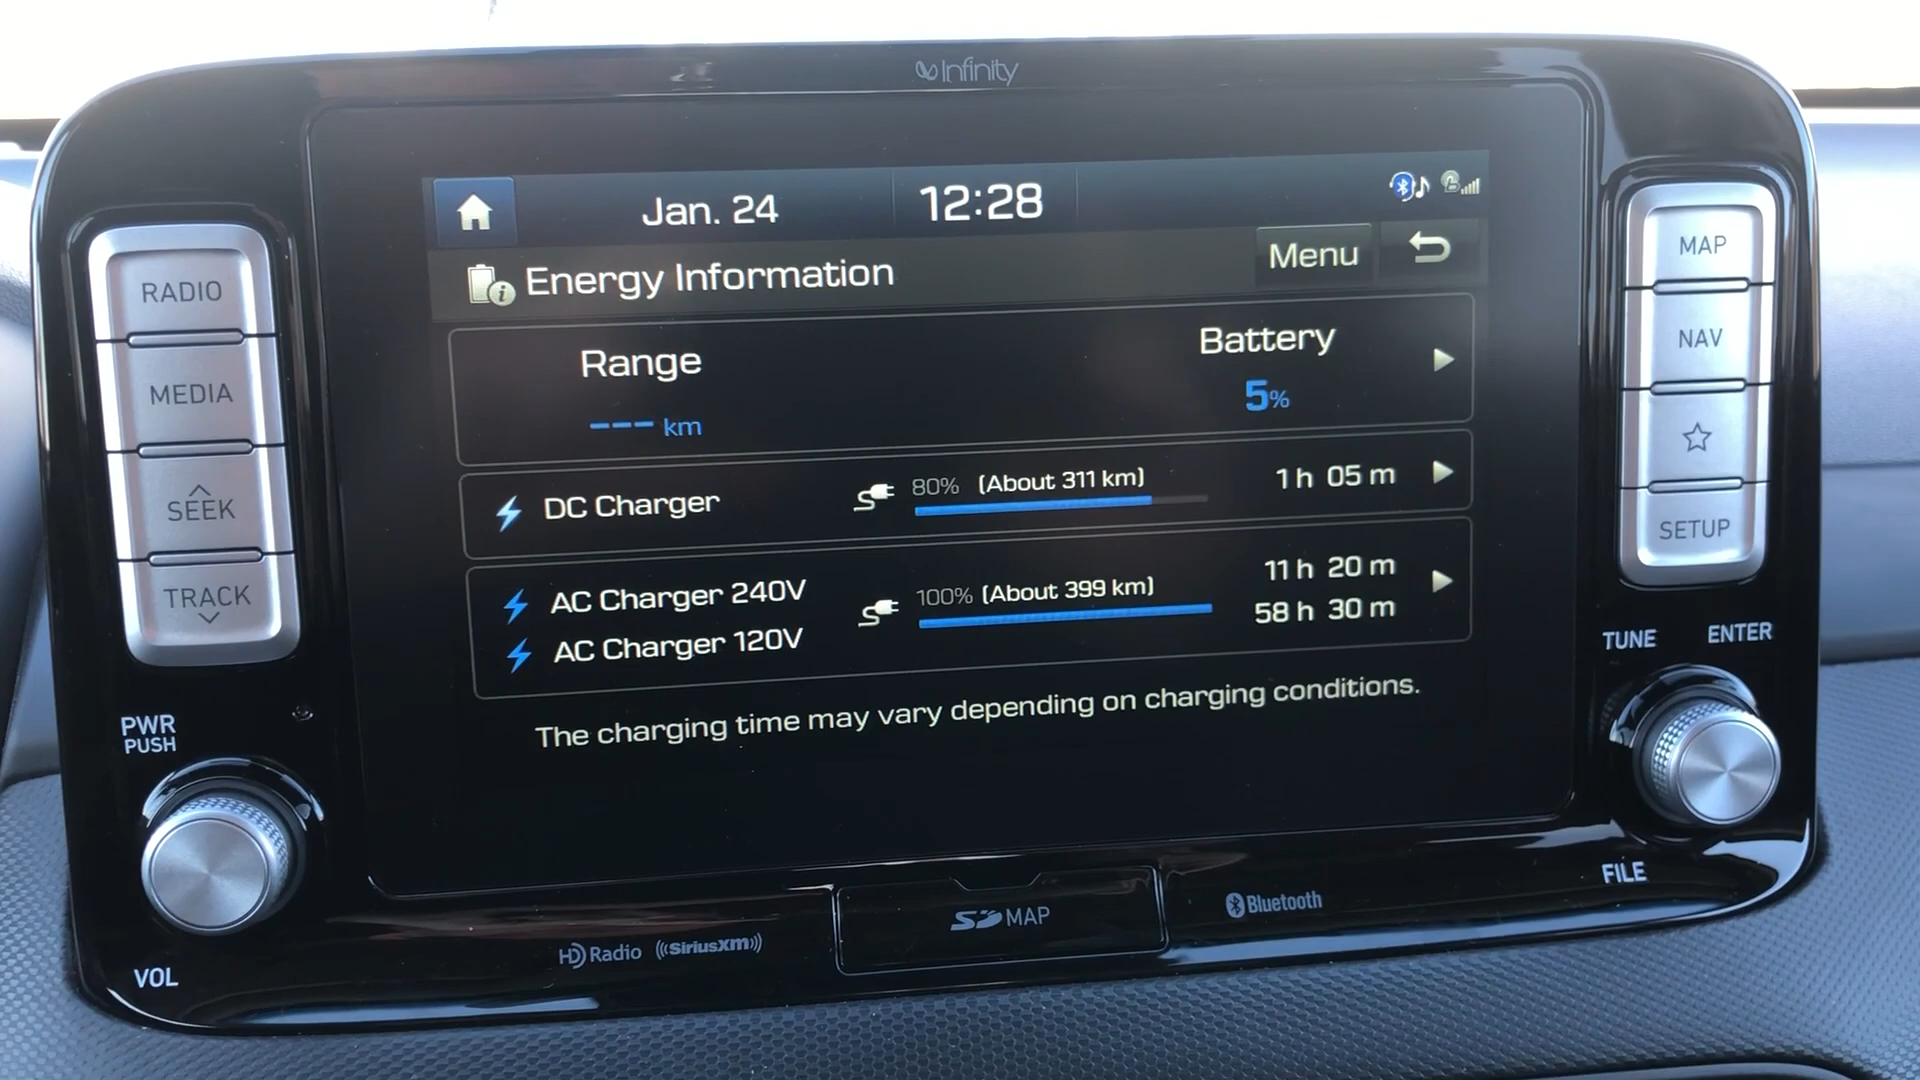 Infinity
Jan. 24 12:28
Energy Information Menu
Range Battery
--- km 5%
DC Charger 80% (About 311 km) 1 h 05 m
AC Charger 240V 100% (About 399 km) 11 h 20 m
AC Charger 120V 58 h 30 m
The charging time may vary depending on charging conditions.
RADIO
MEDIA
SEEK
TRACK
PWR
PUSH
VOL
MAP
NAV
SETUP
TUNE ENTER
FILE
HD Radio ((SiriusXM))
SD MAP
Bluetooth